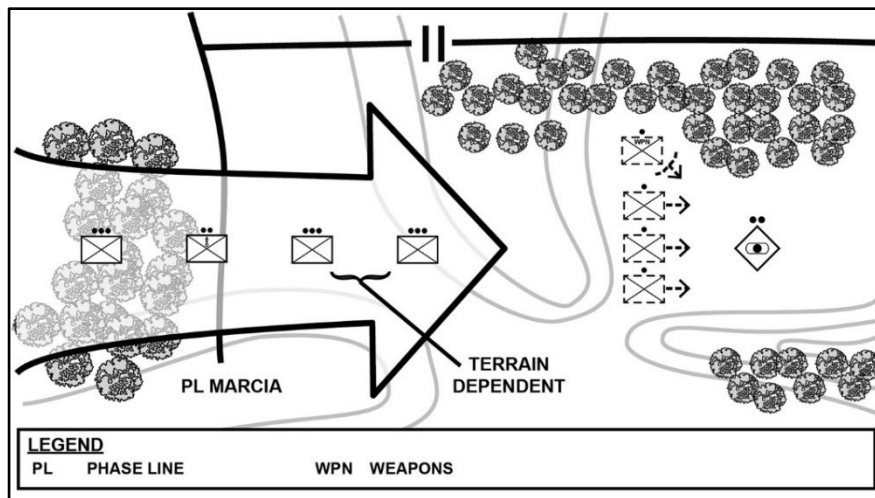 WPN
PL MARCIA
TERRAIN
DEPENDENT
LEGEND
PL PHASE LINE WPN WEAPONS